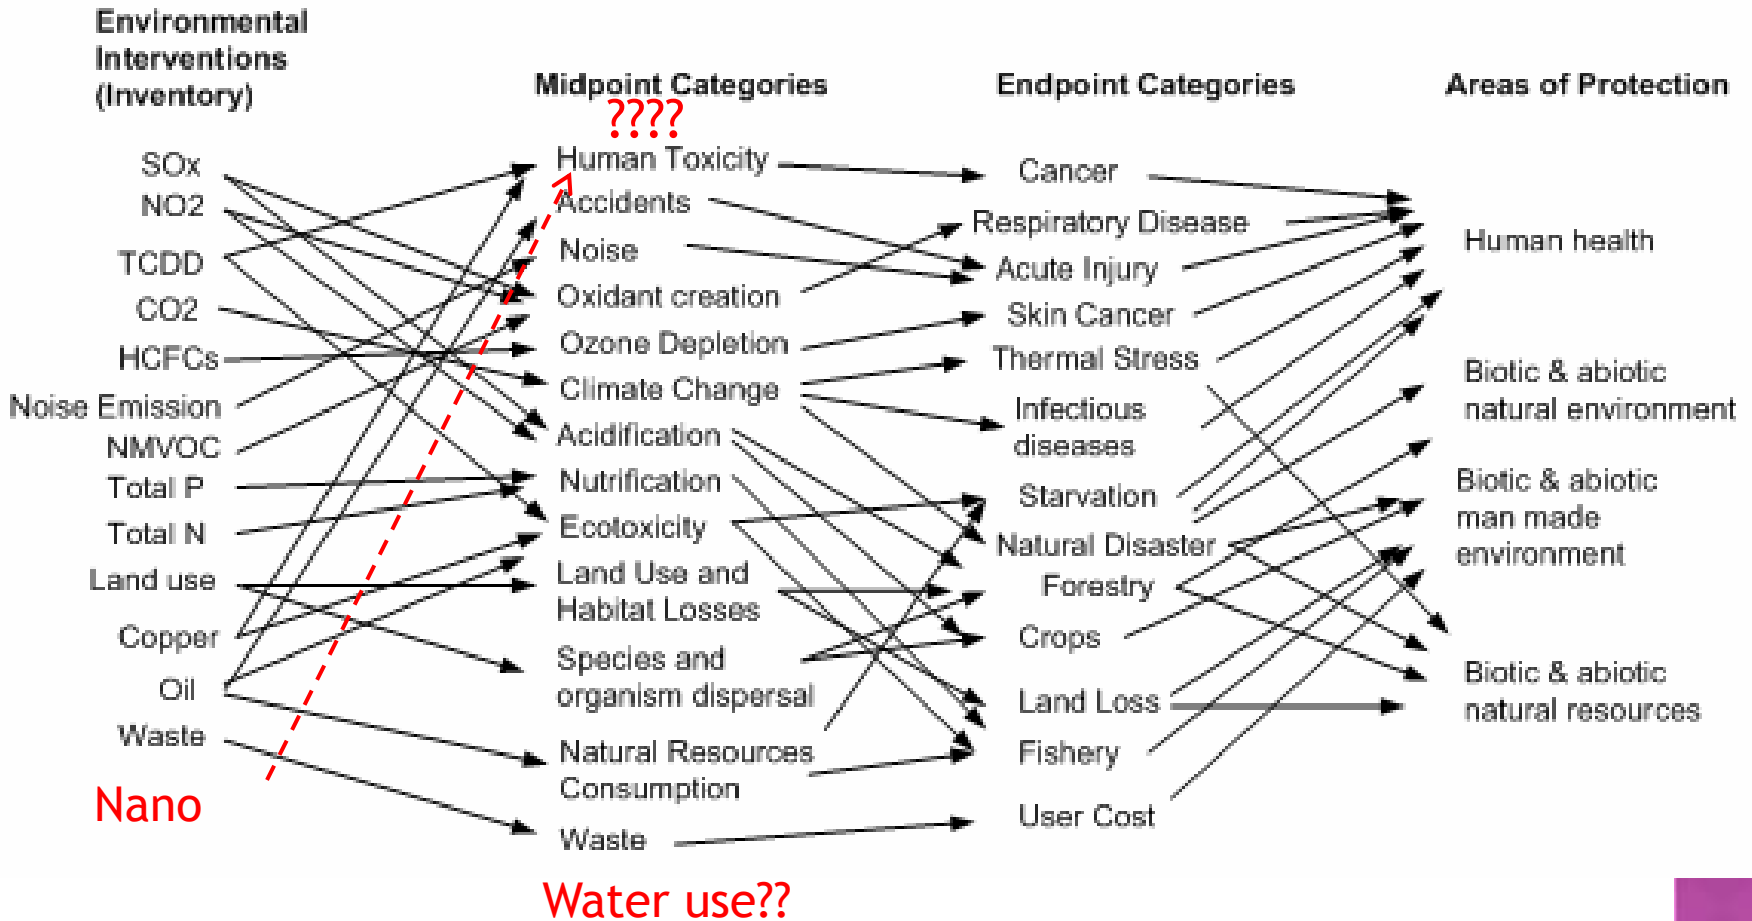 Environmental
Interventions
(Inventory)
SOx
NO2
TCDD
CO2
HCFCs
Noise Emission
NMVOC
Total P
Total N
Land use
Copper
Oil
Waste
Nano
Midpoint Categories
????
Human Toxicity
Accidents
Noise
Oxidant creation
Ozone Depletion
Climate Change
Acidification
Nutrification
Ecotoxicity
Land Use and
Habitat Losses
Species and
organism dispersal
Natural Resources
Consumption
Waste
Water use??
Endpoint Categories
Cancer
Respiratory Disease
Acute Injury
Skin Cancer
Thermal Stress
Infectious
diseases
Starvation
Natural Disaster
Forestry
Crops
Land Loss
Fishery
User Cost
Areas of Protection
Human health
Biotic & abiotic
natural environment
Biotic & abiotic
man made
environment
Biotic & abiotic
natural resources